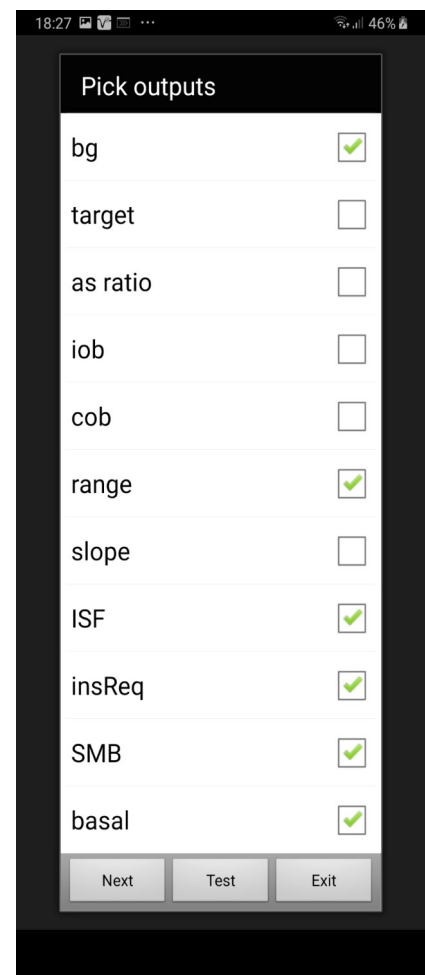 18:27 46%
Pick outputs
bg
target
as ratio
iob
cob
range
slope
ISF
insReq
SMB
basal
Next Test Exit